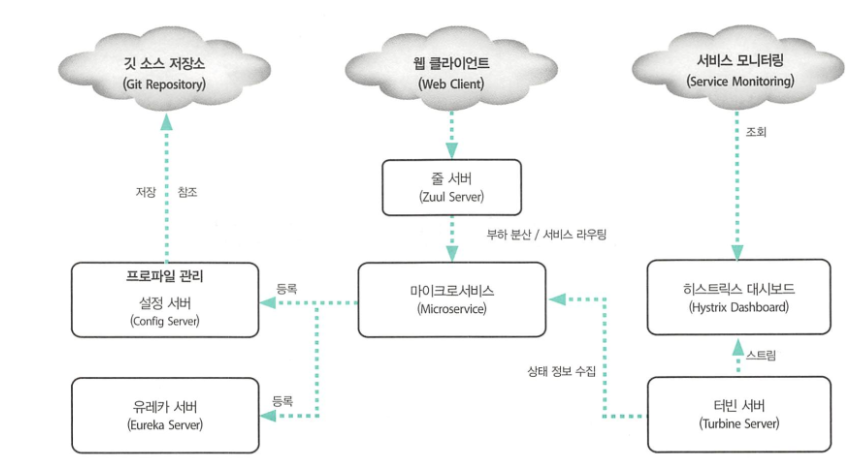 깃 소스 저장소
(Git Repository)
웹 클라이언트
(Web Client)
서비스 모니터링
(Service Monitoring)
조회
줄 서버
(Zuul Server)
저장
참조
부하 분산 / 서비스 라우팅
프로파일 관리
설정 서버
(Config Server)
등록
마이크로서비스
(Microservice)
히스트릭스 대시보드
(Hystrix Dashboard)
상태 정보 수집
스트림
유레카 서버
(Eureka Server)
등록
터빈 서버
(Turbine Server)